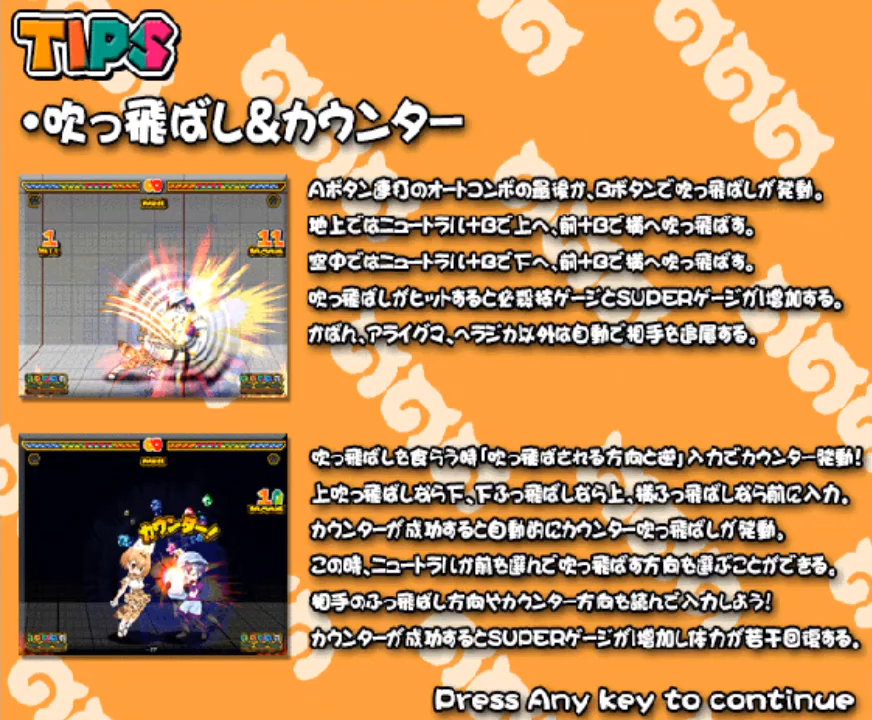 TIPS
・吹っ飛ばし&カウンター
Aボタン連打のオートコンボの最後か、Bボタンで吹っ飛ばしが発動。
地上ではニュートラル+Bで上へ、前+Bで横へ吹っ飛ばす。
空中ではニュートラル+Bで下へ、前+Bで横へ吹っ飛ばす。
吹っ飛ばしがヒットすると必殺技ゲージとSUPERゲージが1増加する。
かばん、アライグマ、ヘラジカ以外は自動で相手を追尾する。
1
11
吹っ飛ばしを食らう時「吹っ飛ばされる方向と逆」入力でカウンター発動!
上吹っ飛ばしなら下、下ふっ飛ばしなら上、横ふっ飛ばしなら前に入力。
カウンターが成功すると自動的にカウンター吹っ飛ばしが発動。
この時、ニュートラルか前を選んで吹っ飛ばす方向を選ぶことができる。
相手のふっ飛ばし方向やカウンター方向を読んで入力しよう!
カウンターが成功するとSUPERゲージが1増加し体力が若干回復する。
カウンター!
Press Any key to continue